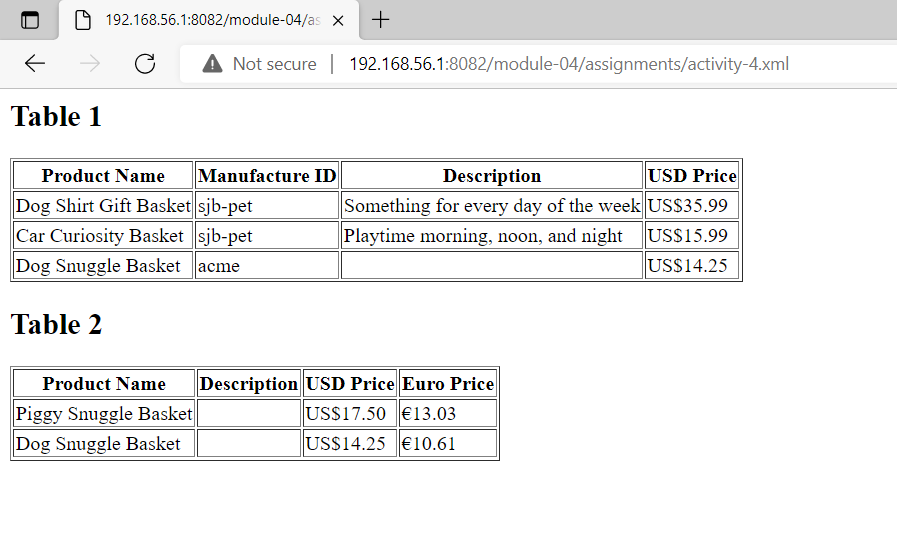 192.168.56.1:8082/module-04/as
Not secure 192.168.56.1:8082/module-04/assignments/activity-4.xml
Table 1
Product Name Manufacture ID Description USD Price
Dog Shirt Gift Basket sjb-pet Something for every day of the week US$35.99
Car Curiosity Basket sjb-pet Playtime morning, noon, and night US$15.99
Dog Snuggle Basket acme US$14.25
Table 2
Product Name Description USD Price Euro Price
Piggy Snuggle Basket US$17.50 €13.03
Dog Snuggle Basket US$14.25 €10.61